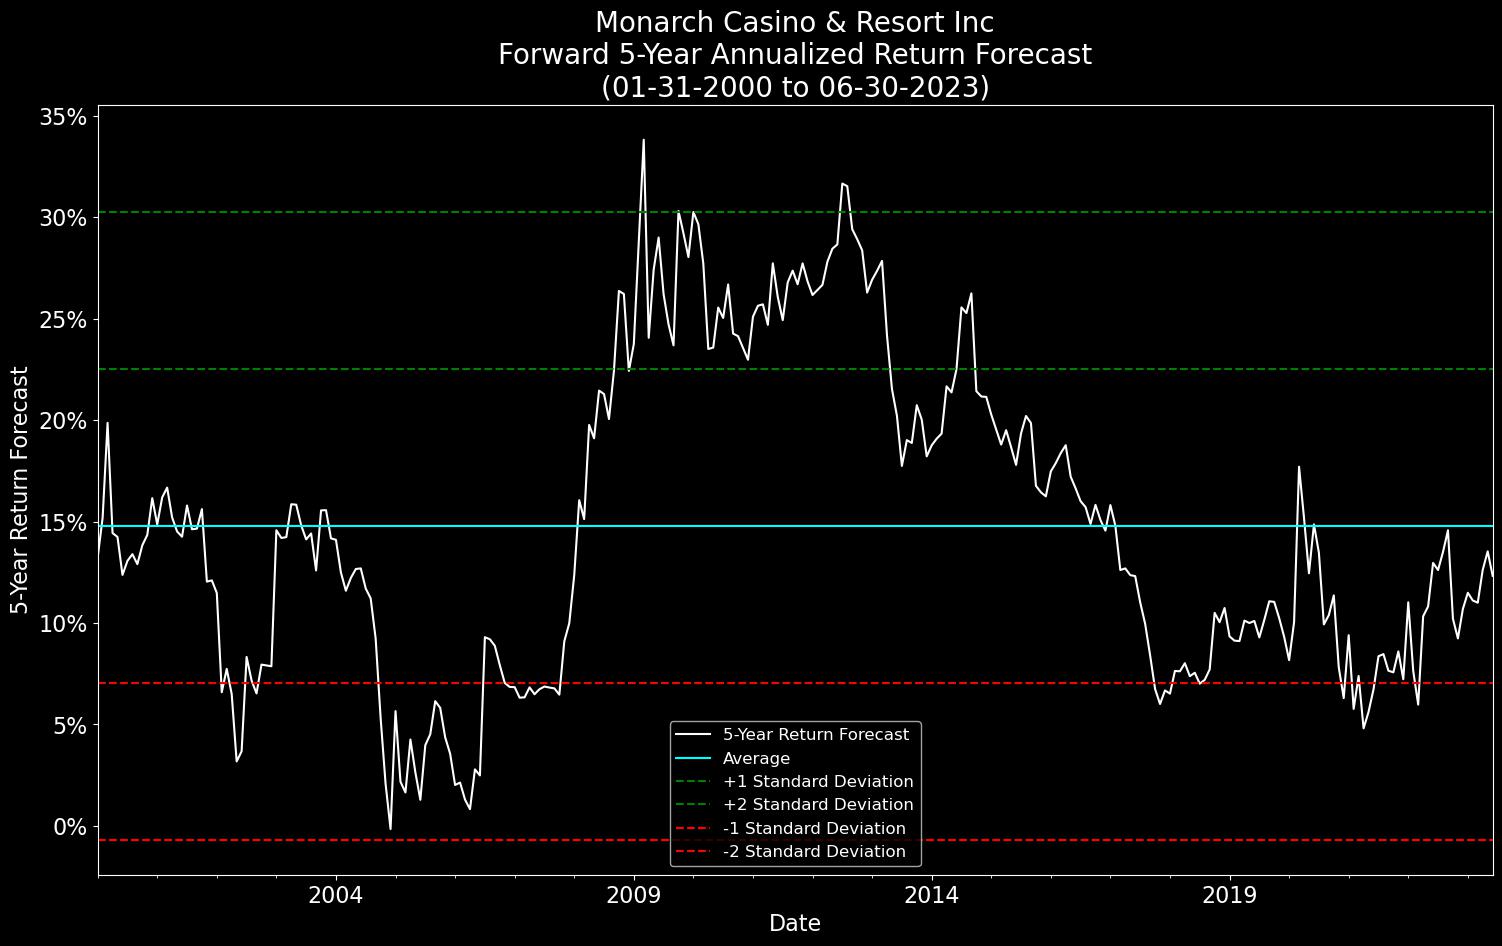 Monarch Casino & Resort Inc
Forward 5-Year Annualized Return Forecast
(01-31-2000 to 06-30-2023)
35%
30%
25%
20%
15%
10%
5%
0%
5-Year Return Forecast
5-Year Return Forecast
Average
+1 Standard Deviation
+2 Standard Deviation
-1 Standard Deviation
-2 Standard Deviation
2004
2009
2014
2019
Date